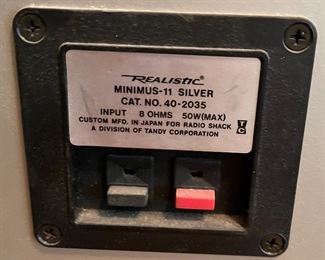 REALISTIC®
MINIMUS-11 SILVER
CAT. NO. 40-2035
INPUT 8 OHMS 50W(MAX)
CUSTOM MFD. IN JAPAN FOR RADIO SHACK
A DIVISION OF TANDY CORPORATION
TC